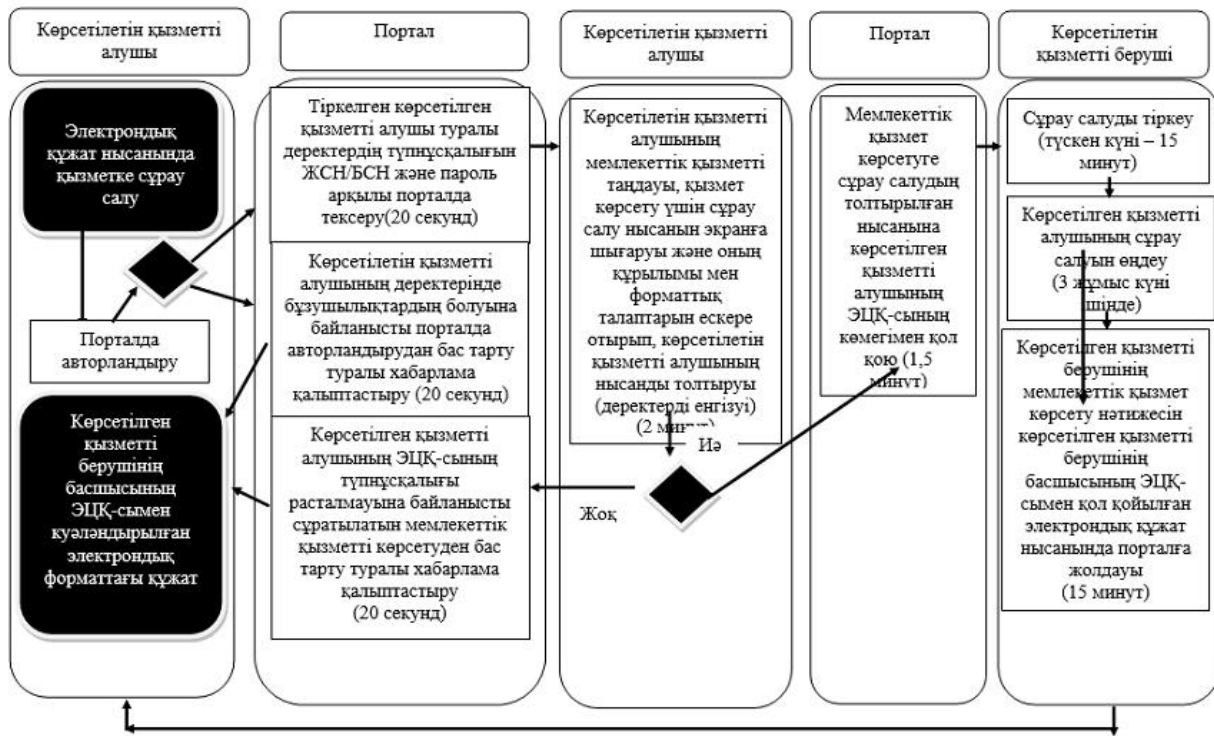 Көрсетілетін қызметті
алушы
Портал
Көрсетілетін қызметті
алушы
Портал
Көрсетілетін
қызметті беруші
Электрондық
құжат нысанында
қызметке сұрау
салу
Порталда
авторландыру
Көрсетілген
қызметті
берушінің
басшысының
ЭЦҚ-сымен
куәләндырылған
электрондық
форматтағы құжат
Тіркелген көрсетілген
қызметті алушы туралы
деректердің түпнұсқалығын
ЖСН/БСН және пароль
арқылы порталда
тексеру(20 секунд)
Көрсетілетін қызметті
алушының деректерінде
бұзушылықтардың болуына
байланысты порталда
авторландырудан бас тарту
туралы хабарлама
қалыптастыру (20 секунд)
Көрсетілген қызметті
алушының ЭЦҚ-сының
түпнұсқалығы
расталмауына байланысты
сұратылатын мемлекеттік
қызметті көрсетуден бас
тарту туралы хабарлама
қалыптастыру
(20 секунд)
Көрсетілетін қызметті
алушының
мемлекеттік қызметті
таңдауы, қызмет
көрсету үшін сұрау
салу нысанын экранға
шығаруы және оның
құрылымы мен
форматтық
талаптарын ескере
отырып, көрсетілетін
қызметті алушының
нысанды толтыруы
(деректерді енгізуі)
(2 минут)
Иә
Жоқ
Мемлекеттік
қызмет
көрсетуге
сұрау салудың
толтырылған
нысанына
көрсетілген
қызметті
алушының
ЭЦҚ-сының
көмегімен қол
қою (1,5
минут)
Сұрау салуды тіркеу
(түскен күні – 15
минут)
Көрсетілген қызметті
алушының сұрау
салуын өңдеу
(3 жұмыс күні
ішінде)
Көрсетілген қызметті
берушінің
мемлекеттік қызмет
көрсету нәтижесін
көрсетілген қызметті
берушінің
басшысының ЭЦҚ-
сымен қол қойылған
электрондық құжат
нысанында порталға
жолдауы
(15 минут)